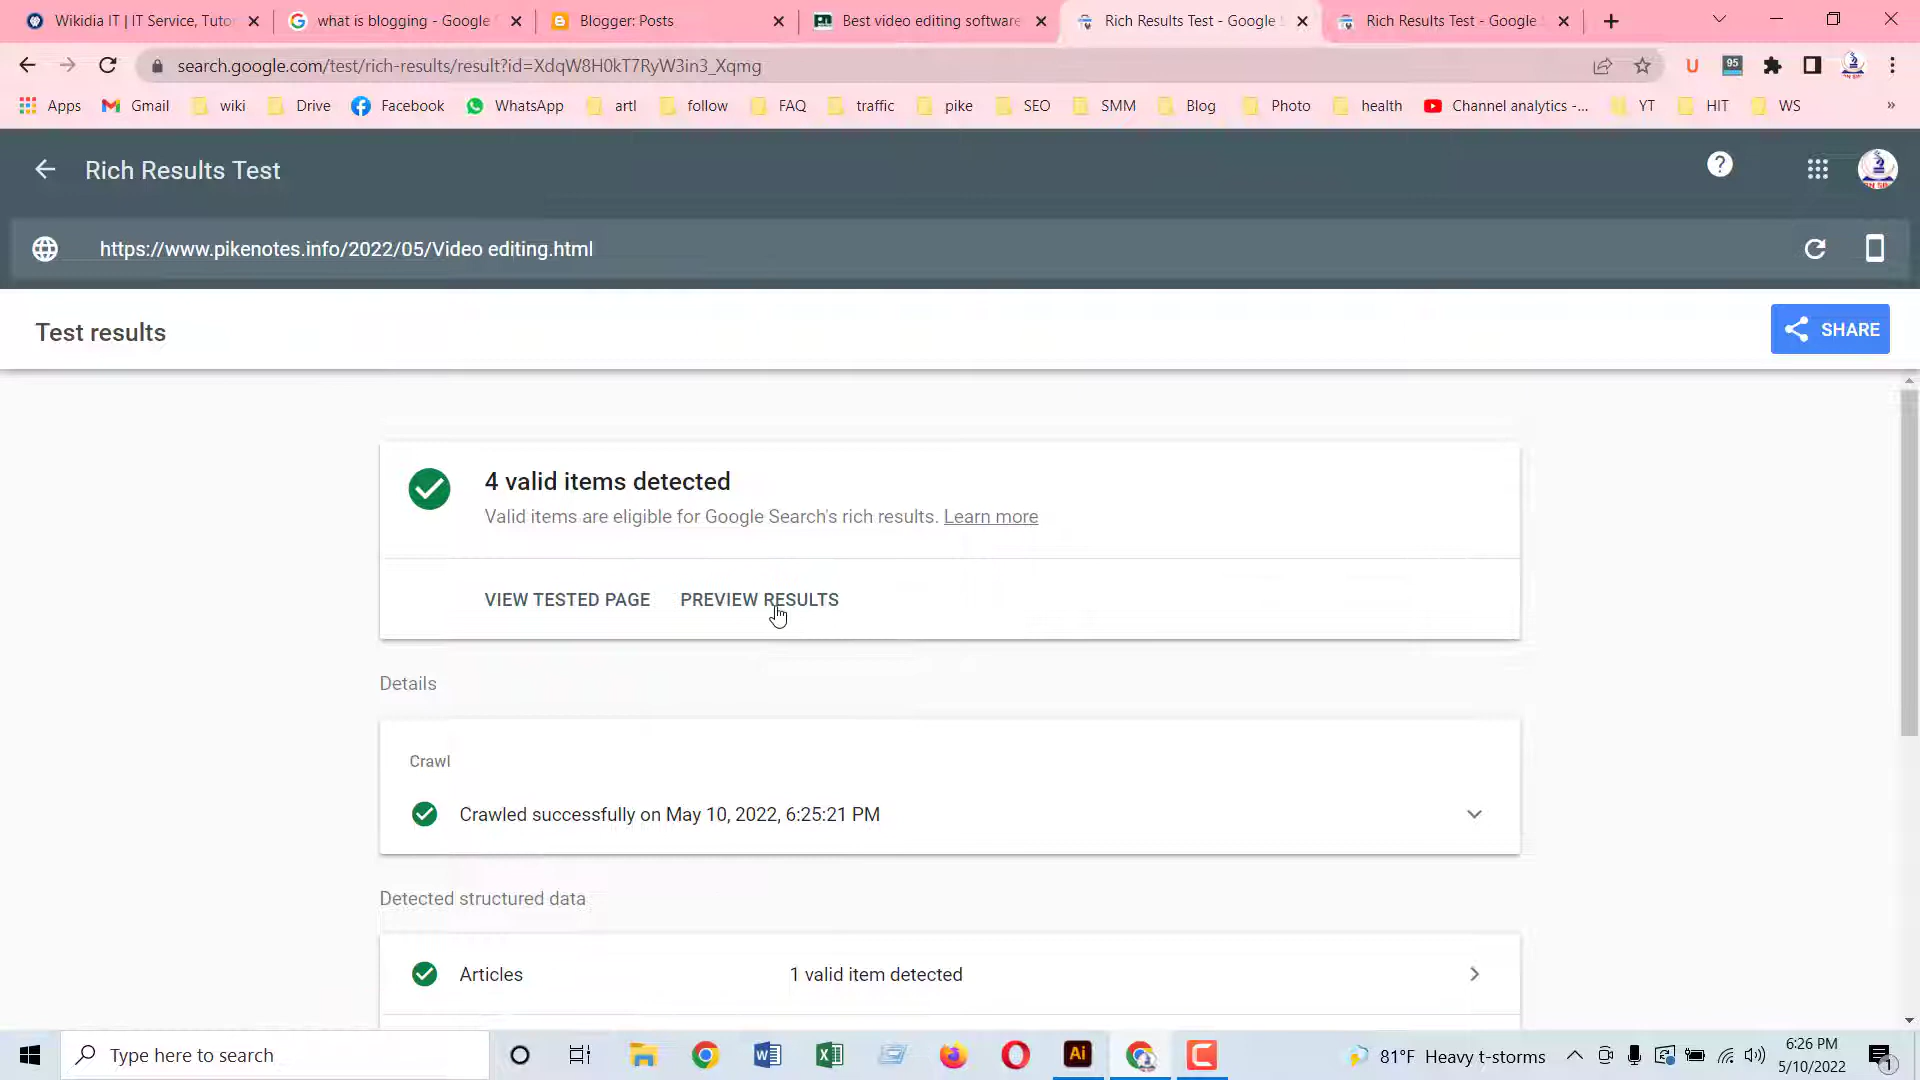 Wikidia IT | IT Service, Tutor
what is blogging - Google
Blogger: Posts
Best video editing software
Rich Results Test - Google
Rich Results Test - Google
search.google.com/test/rich-results/result?id=XdqW8H0kT7RyW3in3_Xqmg
U
95
Apps
Gmail
wiki
Drive
Facebook
WhatsApp
artl
follow
FAQ
traffic
pike
SEO
SMM
Blog
Photo
health
Channel analytics -...
YT
HIT
WS
»
Rich Results Test
https://www.pikenotes.info/2022/05/Video editing.html
Test results
SHARE
4 valid items detected
Valid items are eligible for Google Search's rich results. Learn more
VIEW TESTED PAGE
PREVIEW RESULTS
Details
Crawl
Crawled successfully on May 10, 2022, 6:25:21 PM
Detected structured data
Articles
1 valid item detected
Type here to search
Ai
81°F Heavy t-storms
6:26 PM
5/10/2022
1